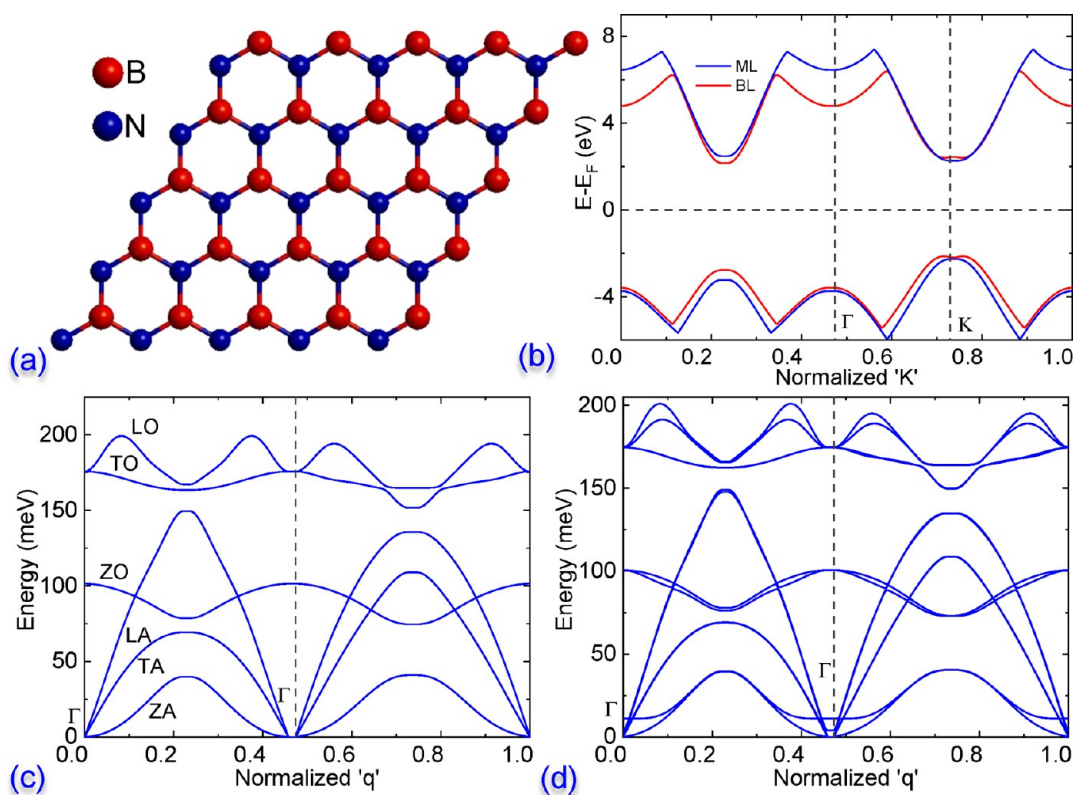 B
N
(a)
8
4
0
-4
E-E_F (eV)
ML
BL
Γ
K
0.0 0.2 0.4 0.6 0.8 1.0
Normalized 'K'
(b)
200
150
100
50
0
Energy (meV)
LO
TO
ZO
LA
TA
ZA
Γ
Γ
0.0 0.2 0.4 0.6 0.8 1.0
Normalized 'q'
(c)
200
150
100
50
0
Energy (meV)
Γ
Γ
0.0 0.2 0.4 0.6 0.8 1.0
Normalized 'q'
(d)